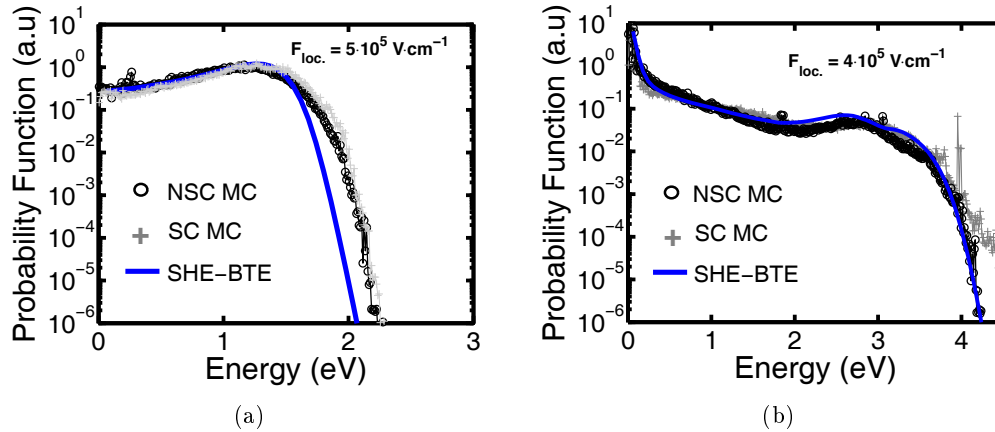 10^1
10^0
10^-1
10^-2
10^-3
10^-4
10^-5
10^-6
Probability Function (a.u)
F_loc. = 5·10^5 V·cm^-1
NSC MC
SC MC
SHE-BTE
0 1 2 3
Energy (eV)
(a)
10^1
10^0
10^-1
10^-2
10^-3
10^-4
10^-5
10^-6
Probability Function (a.u)
F_loc. = 4·10^5 V·cm^-1
NSC MC
SC MC
SHE-BTE
0 1 2 3 4
Energy (eV)
(b)